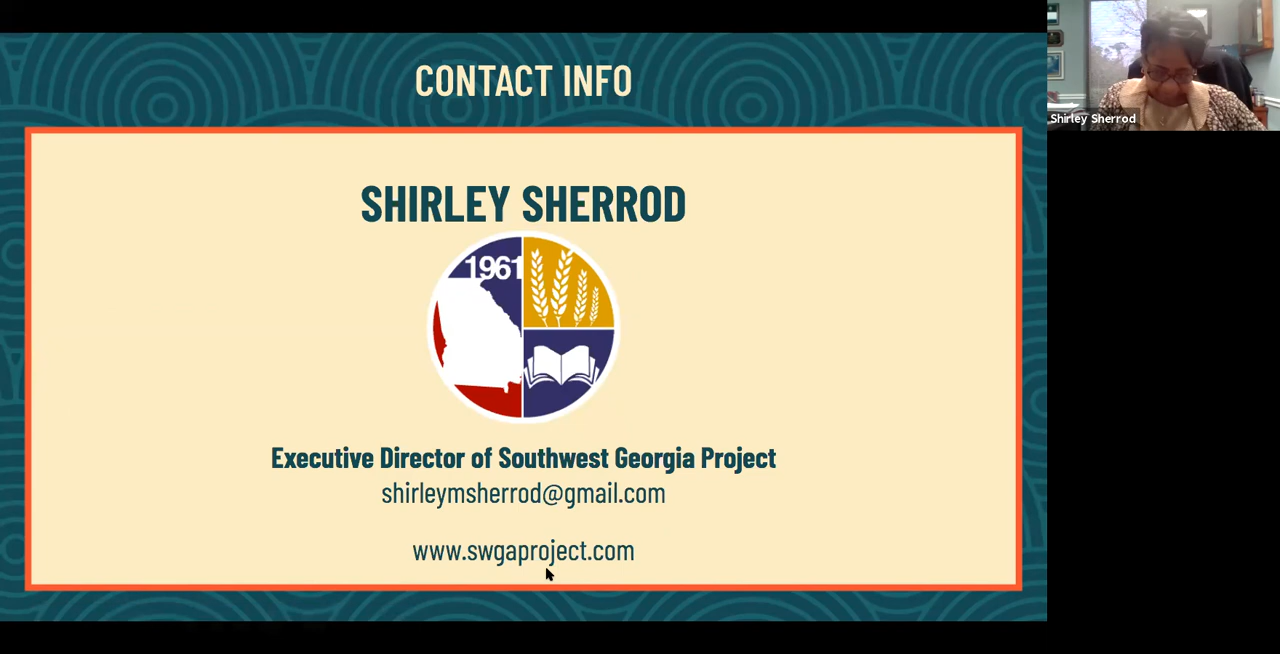 CONTACT INFO
Shirley Sherrod
SHIRLEY SHERROD
1961
Executive Director of Southwest Georgia Project
shirleymsherrod@gmail.com
www.swgaproject.com